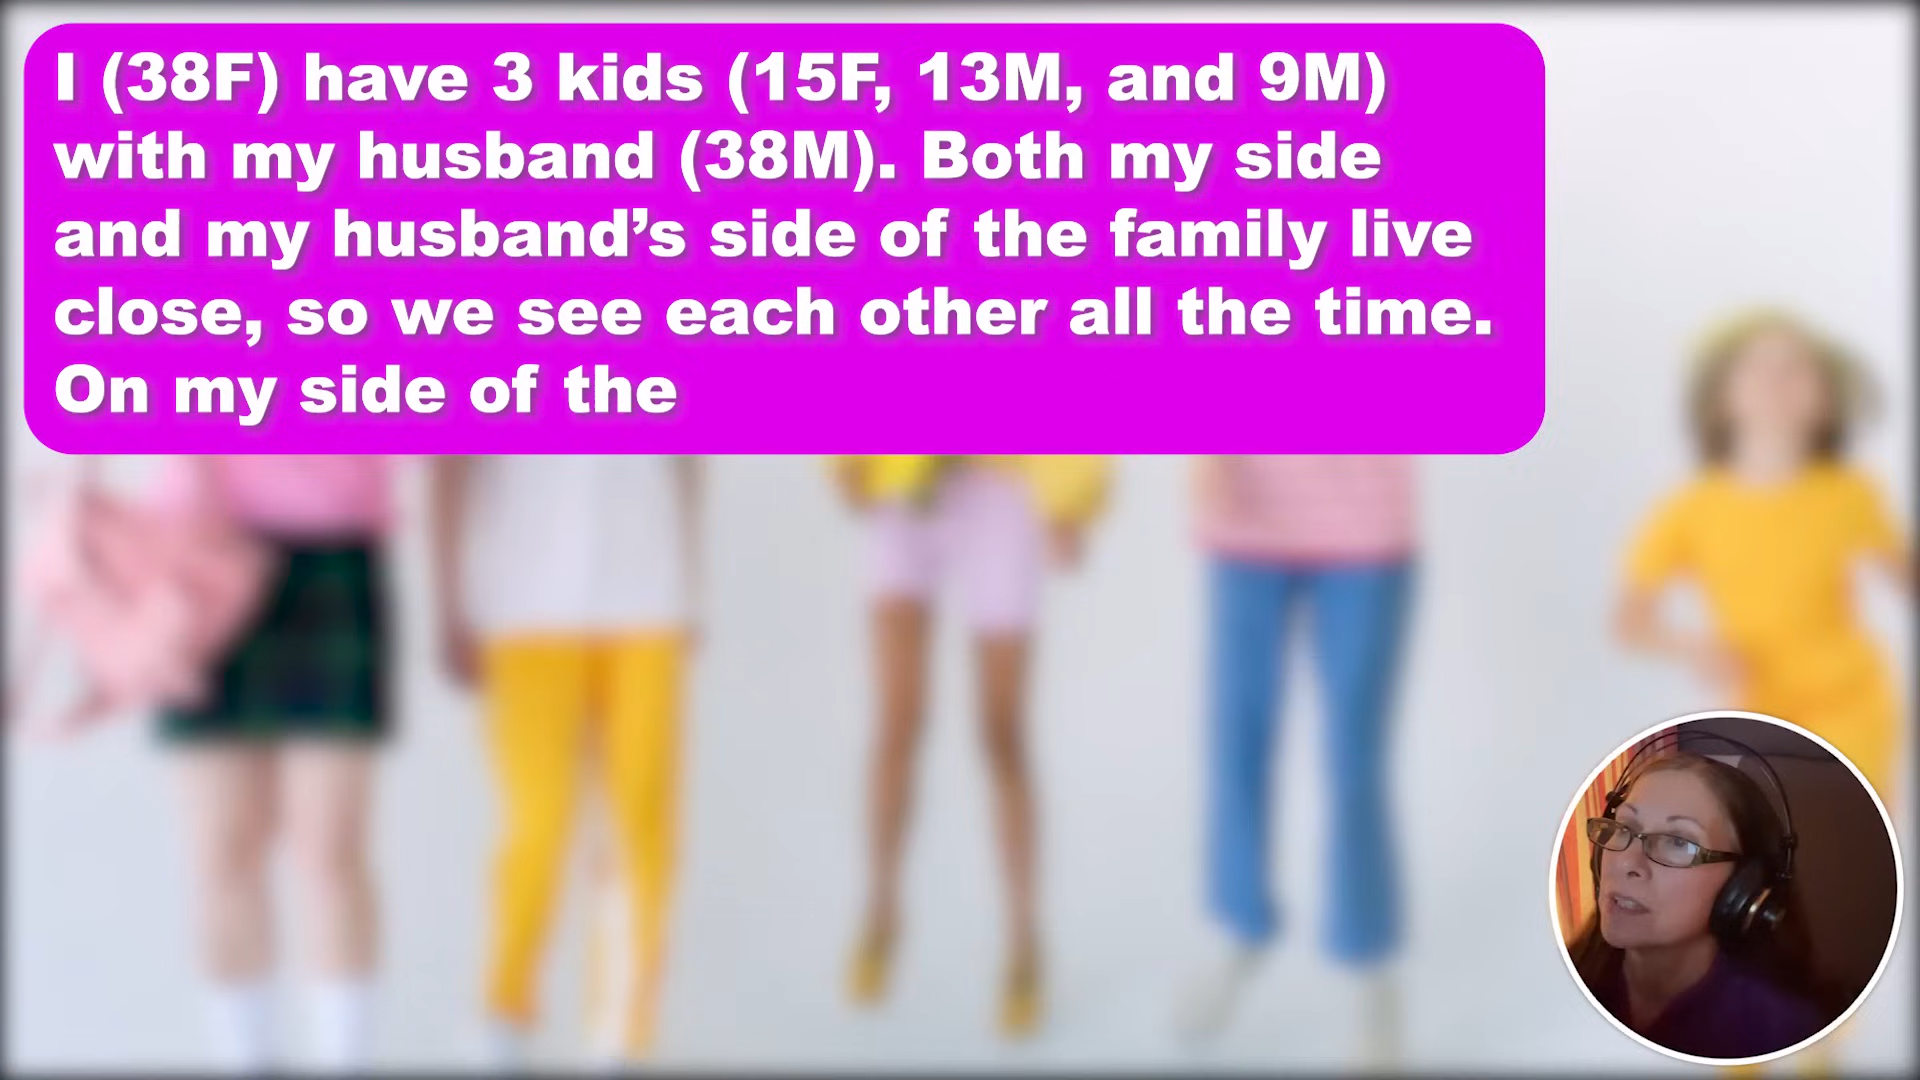 I (38F) have 3 kids (15F, 13M, and 9M)
with my husband (38M). Both my side
and my husband’s side of the family live
close, so we see each other all the time.
On my side of the